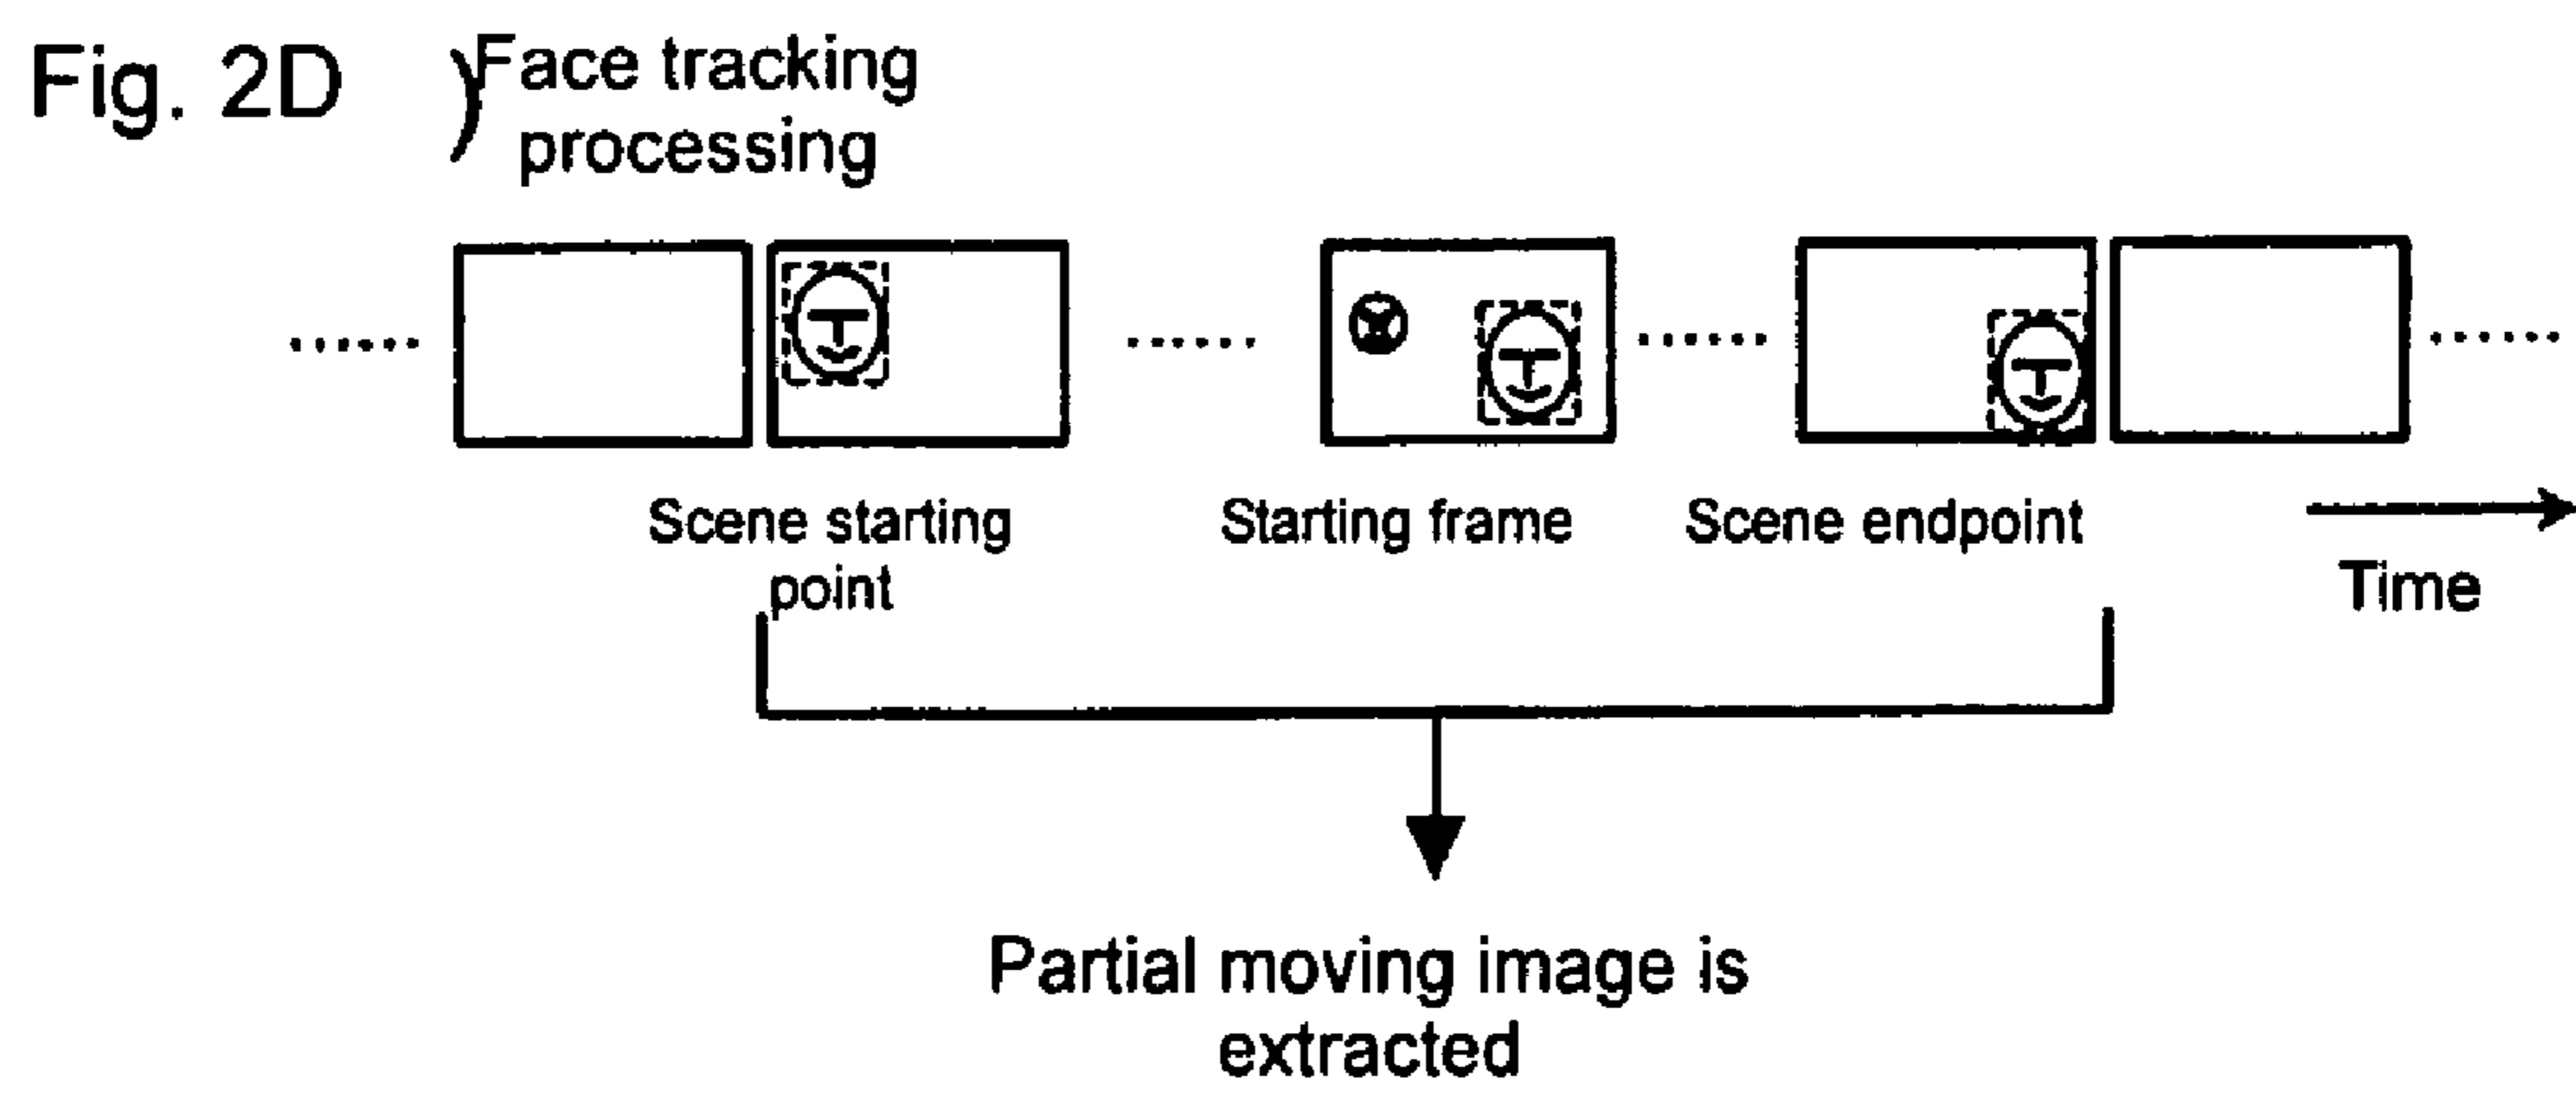 Fig. 2D
)Face tracking
processing
Scene starting
point
Starting frame
Scene endpoint
Time
Partial moving image is
extracted